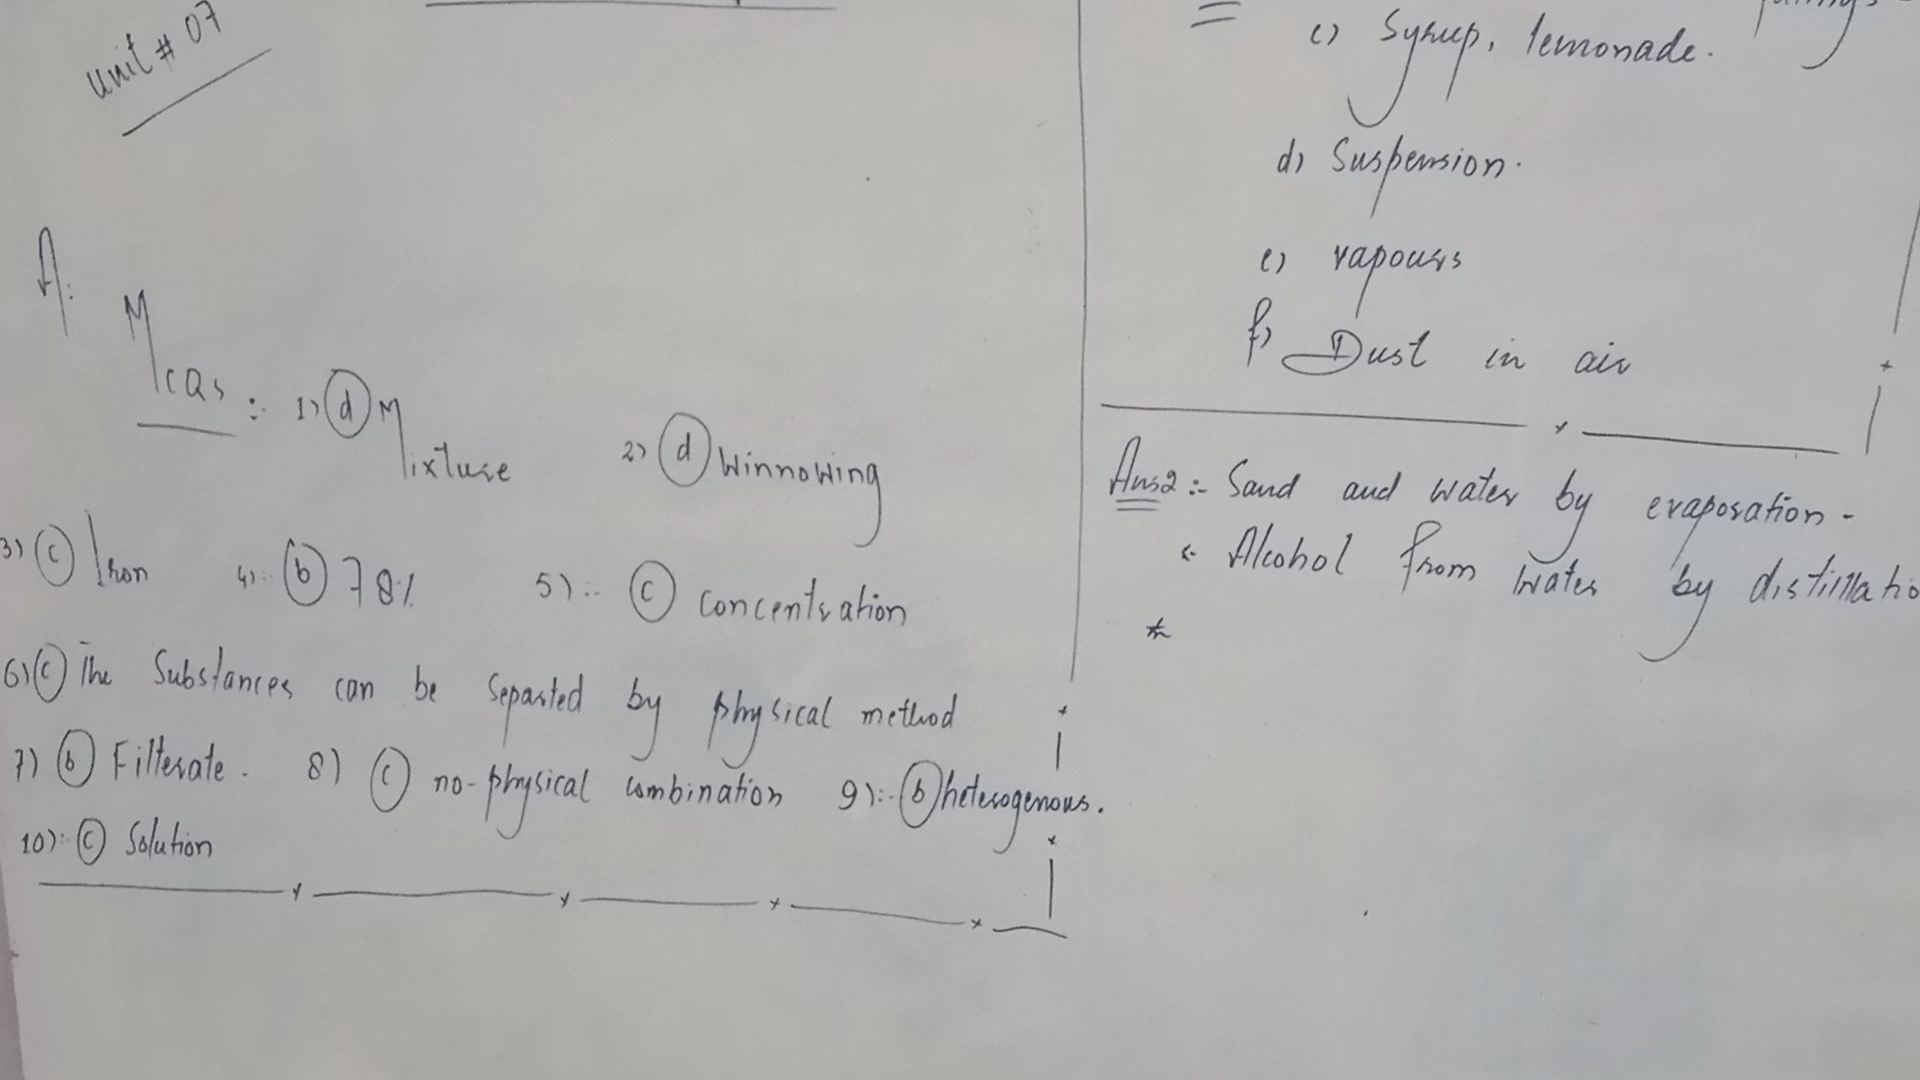 Unit # 07
A:
Mcqs :- 1) d Mixture 2) d Winnowing
3) c Iron 4):- b 78% 5):- c Concentration
6) c The Substances can be Separted by physical method
7) b Filterate. 8) c no-physical combination 9):- b heterogenous.
10):- c Solution
c) Syrup, lemonade.
d) Suspension.
e) vapours
f) Dust in air
Ans2:- Sand and water by evaporation -
Alcohol from water by distillatio
*